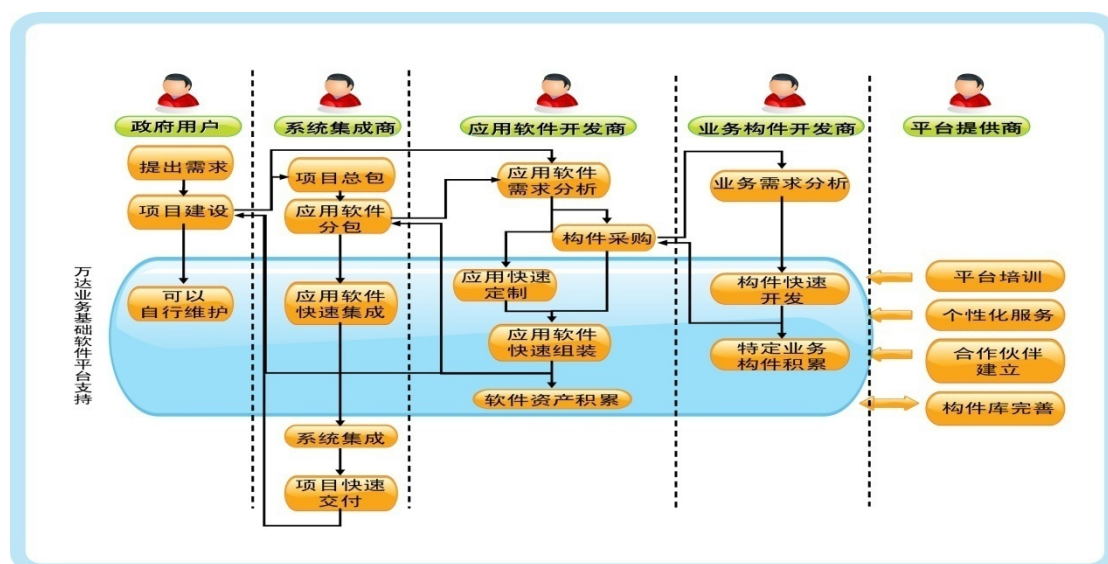 政府用户
系统集成商
应用软件开发商
业务构件开发商
平台提供商
提出需求
项目建设
可以
自行维护
项目总包
应用软件
分包
应用软件
快速集成
系统集成
项目快速
交付
应用软件
需求分析
构件采购
应用快速
定制
应用软件
快速组装
软件资产积累
业务需求分析
构件快速
开发
特定业务
构件积累
平台培训
个性化服务
合作伙伴
建立
构件库完善
万达业务基础软件平台支持